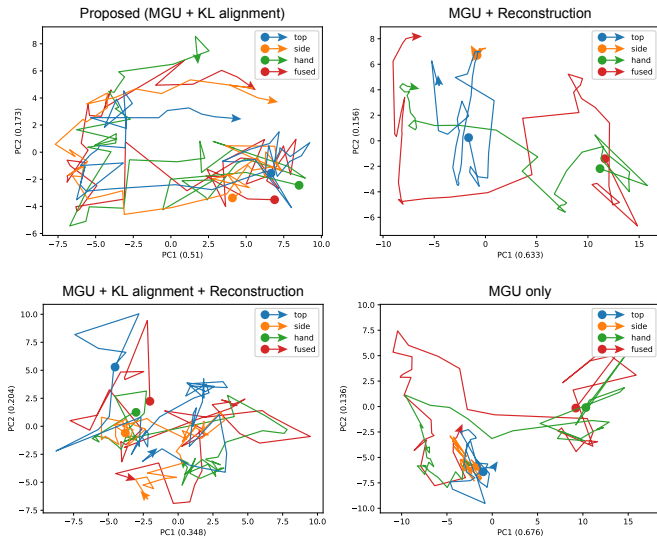 Proposed (MGU + KL alignment)
8
6
4
2
0
−2
−4
−6
PC2 (0.173)
−7.5
−5.0
−2.5
0.0
2.5
5.0
7.5
10.0
PC1 (0.51)
top
side
hand
fused
MGU + Reconstruction
8
6
4
2
0
−2
−4
−6
PC2 (0.156)
−10
−5
0
5
10
15
PC1 (0.633)
top
side
hand
fused
MGU + KL alignment + Reconstruction
10.0
7.5
5.0
2.5
0.0
−2.5
−5.0
−7.5
PC2 (0.204)
−7.5
−5.0
−2.5
0.0
2.5
5.0
7.5
10.0
PC1 (0.348)
top
side
hand
fused
MGU only
10.0
7.5
5.0
2.5
0.0
−2.5
−5.0
−7.5
−10.0
PC2 (0.136)
−10
−5
0
5
10
15
PC1 (0.676)
top
side
hand
fused